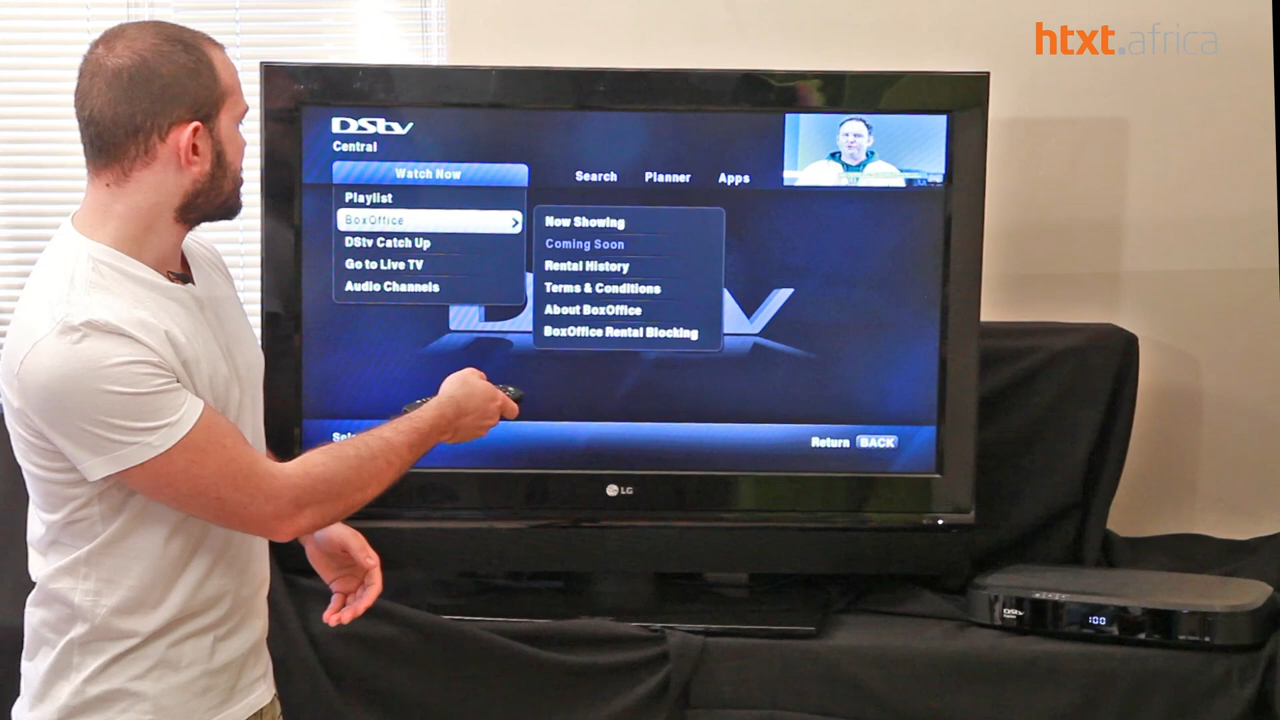 htxt.africa
DStv
Central
Watch Now
Search
Planner
Apps
Playlist
BoxOffice
DStv Catch Up
Go to Live TV
Audio Channels
Now Showing
Coming Soon
Rental History
Terms & Conditions
About BoxOffice
BoxOffice Rental Blocking
Return BACK
LG
DStv
100